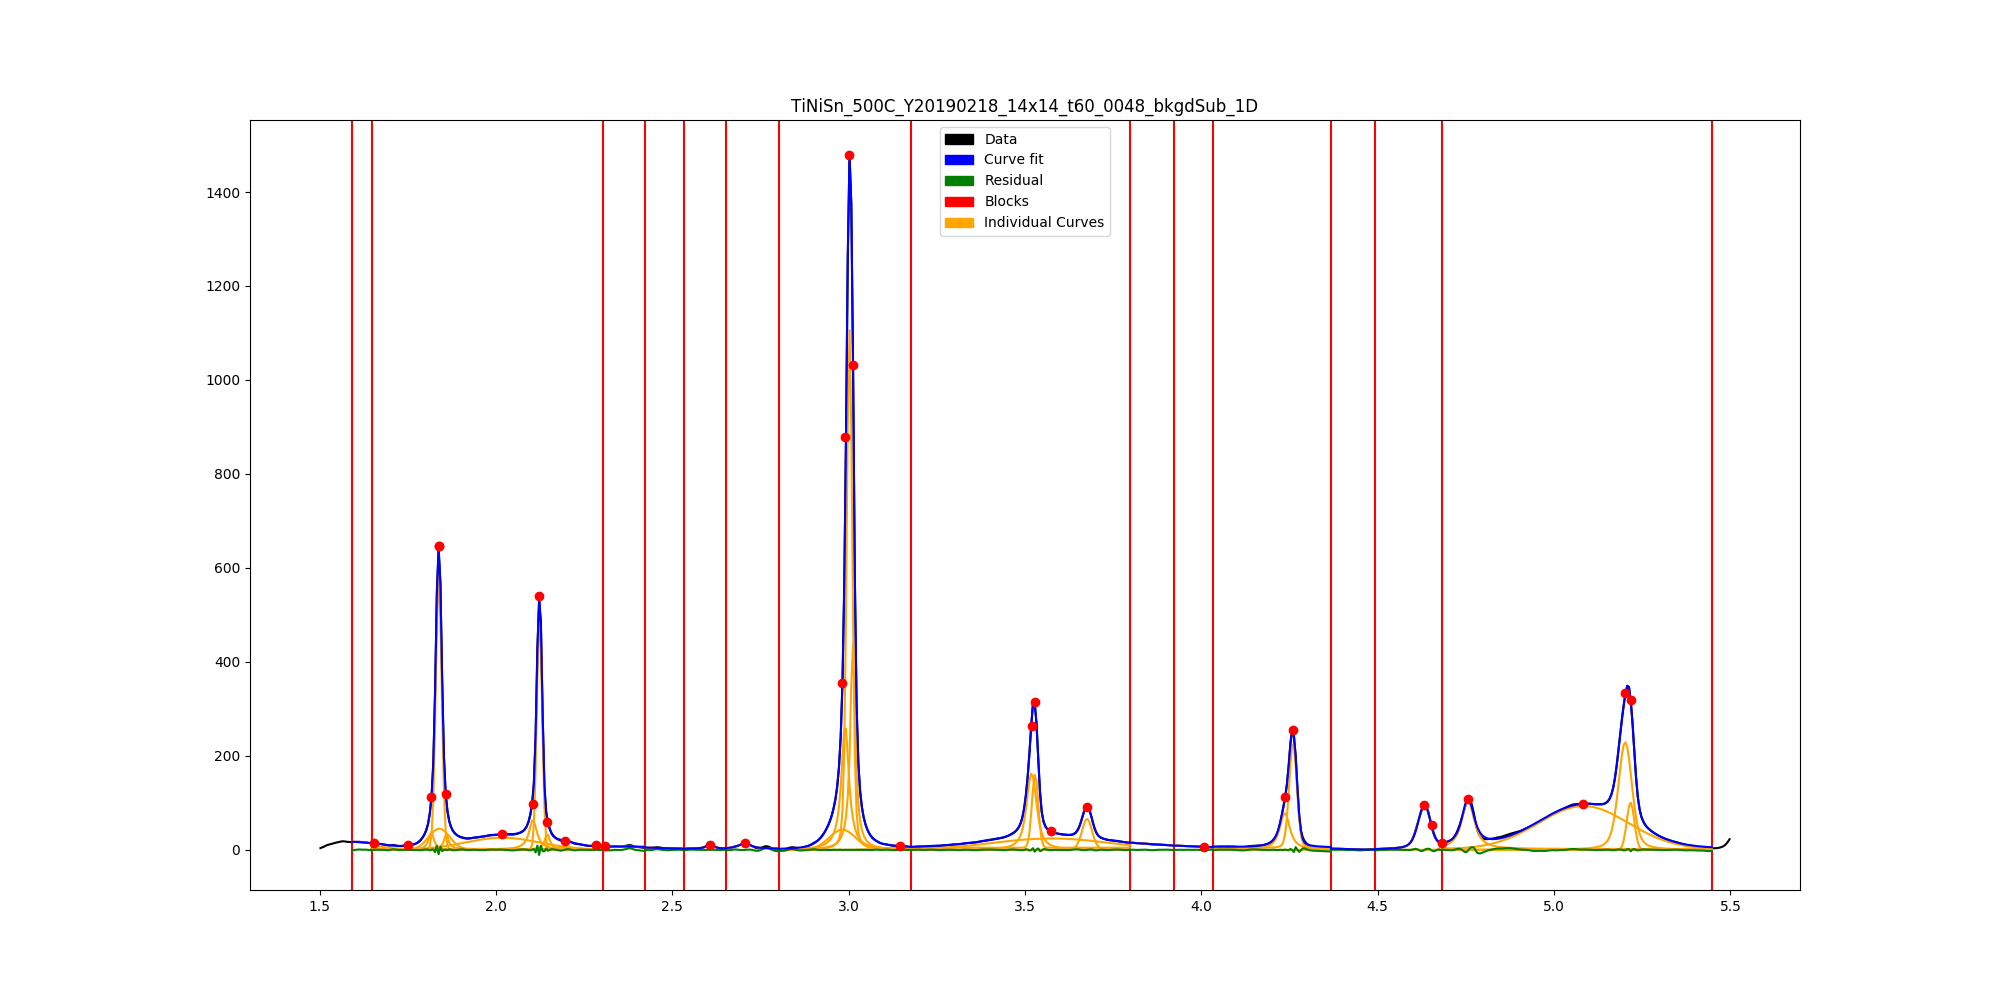 TiNiSn_500C_Y20190218_14x14_t60_0048_bkgdSub_1D
Data
Curve fit
Residual
Blocks
Individual Curves
1400
1200
1000
800
600
400
200
0
1.5 2.0 2.5 3.0 3.5 4.0 4.5 5.0 5.5